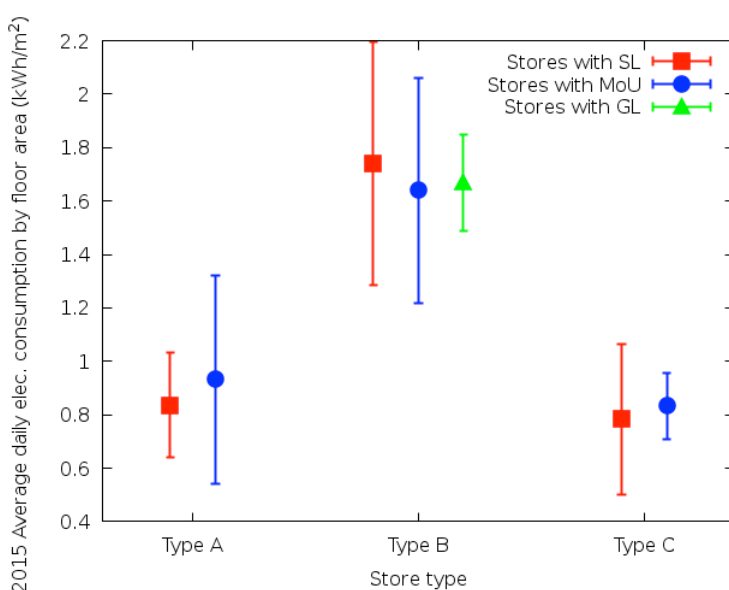 2015 Average daily elec. consumption by floor area (kWh/m²)
2.2
2
1.8
1.6
1.4
1.2
1
0.8
0.6
0.4
Stores with SL
Stores with MoU
Stores with GL
Type A
Type B
Type C
Store type